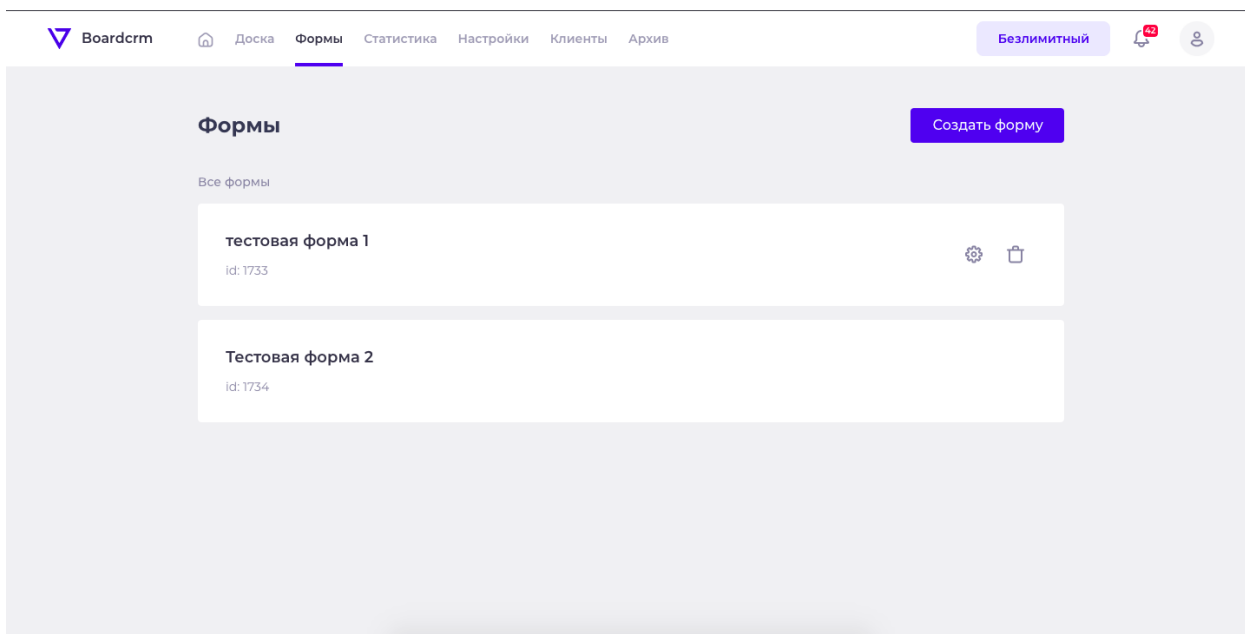 Boardcrm Доска Формы Статистика Настройки Клиенты Архив Безлимитный 42
Формы Создать форму
Все формы
тестовая форма 1
id: 1733
Тестовая форма 2
id: 1734